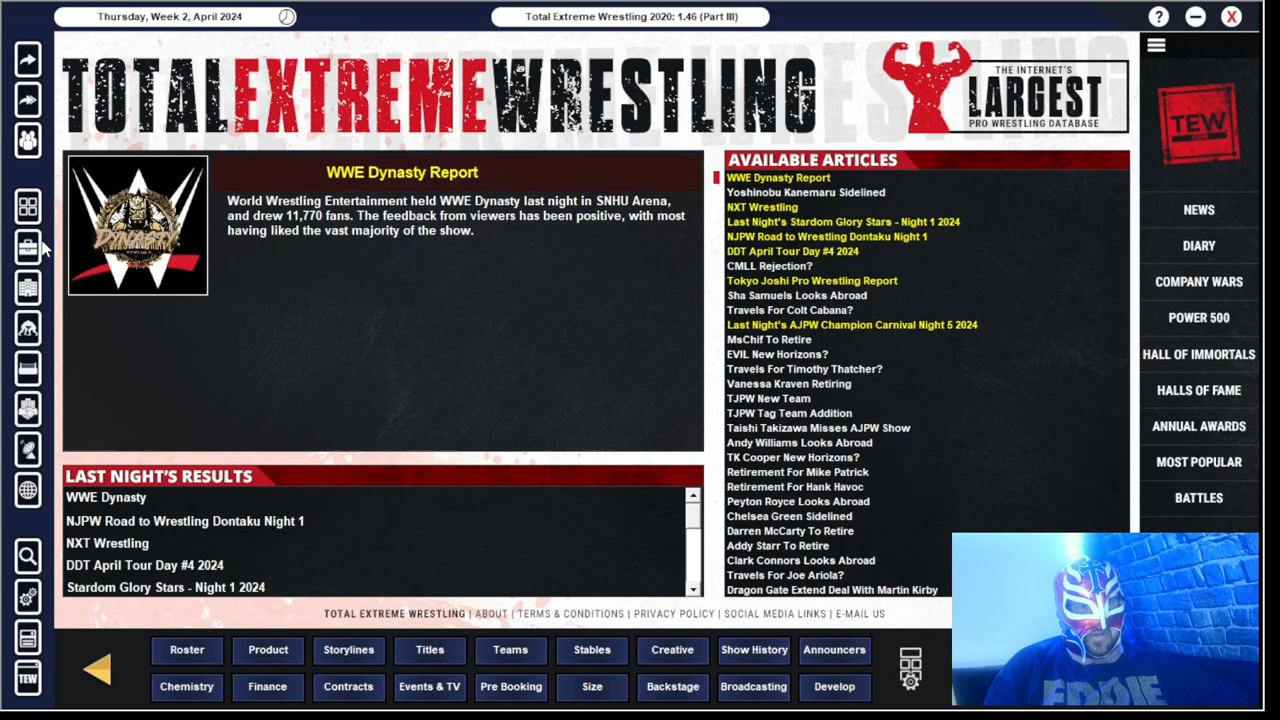 Thursday, Week 2, April 2024
Total Extreme Wrestling 2020: 1.46 (Part III)
?
X
TOTALEXTREMEWRESTLING
THE INTERNET'S
LARGEST
PRO WRESTLING DATABASE
TEW
WWE Dynasty Report
World Wrestling Entertainment held WWE Dynasty last night in SNHU Arena,
and drew 11,770 fans. The feedback from viewers has been positive, with most
having liked the vast majority of the show.
LAST NIGHT'S RESULTS
WWE Dynasty
NJPW Road to Wrestling Dontaku Night 1
NXT Wrestling
DDT April Tour Day #4 2024
Stardom Glory Stars - Night 1 2024
AVAILABLE ARTICLES
WWE Dynasty Report
Yoshinobu Kanemaru Sidelined
NXT Wrestling
Last Night's Stardom Glory Stars - Night 1 2024
NJPW Road to Wrestling Dontaku Night 1
DDT April Tour Day #4 2024
CMLL Rejection?
Tokyo Joshi Pro Wrestling Report
Sha Samuels Looks Abroad
Travels For Colt Cabana?
Last Night's AJPW Champion Carnival Night 5 2024
MsChif To Retire
EVIL New Horizons?
Travels For Timothy Thatcher?
Vanessa Kraven Retiring
TJPW New Team
TJPW Tag Team Addition
Taishi Takizawa Misses AJPW Show
Andy Williams Looks Abroad
TK Cooper New Horizons?
Retirement For Mike Patrick
Retirement For Hank Havoc
Peyton Royce Looks Abroad
Chelsea Green Sidelined
Darren McCarty To Retire
Addy Starr To Retire
Clark Connors Looks Abroad
Travels For Joe Ariola?
Dragon Gate Extend Deal With Martin Kirby
NEWS
DIARY
COMPANY WARS
POWER 500
HALL OF IMMORTALS
HALLS OF FAME
ANNUAL AWARDS
MOST POPULAR
BATTLES
TOTAL EXTREME WRESTLING | ABOUT | TERMS & CONDITIONS | PRIVACY POLICY | SOCIAL MEDIA LINKS | E-MAIL US
Roster Product Storylines Titles Teams Stables Creative Show History Announcers
Chemistry Finance Contracts Events & TV Pre Booking Size Backstage Broadcasting Develop
TEW
EDDIE